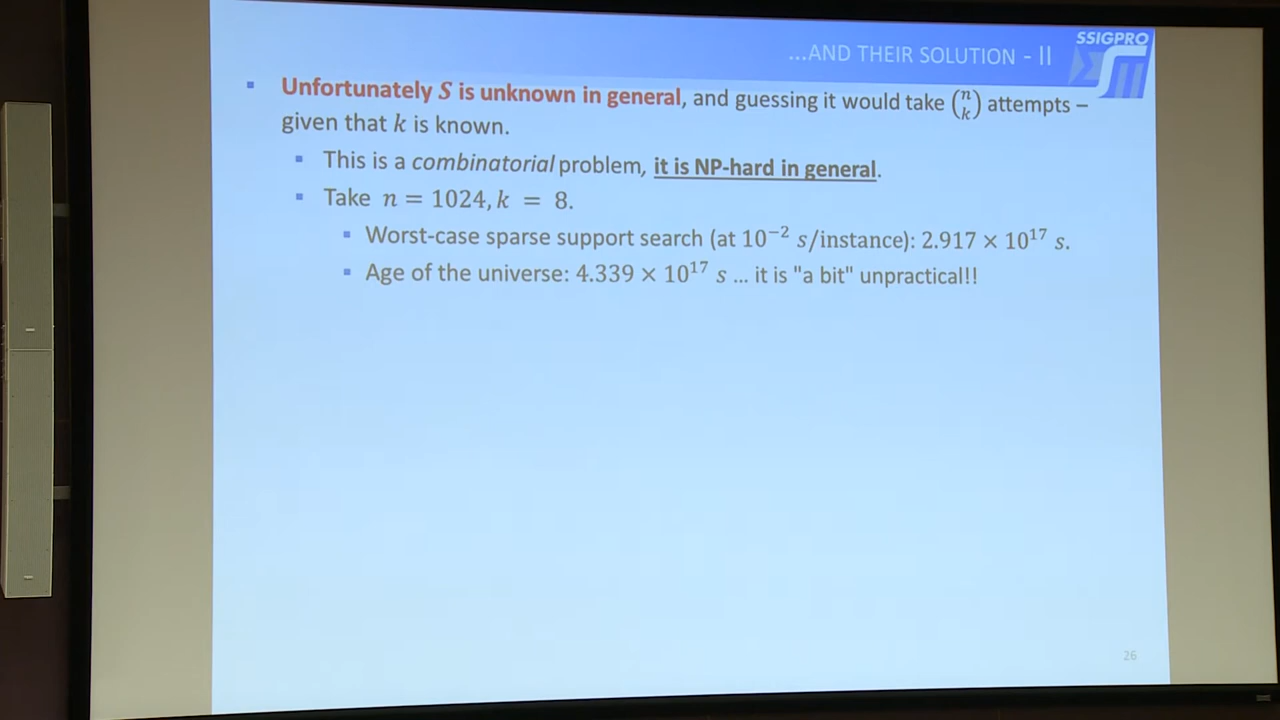 SSIGPRO
...AND THEIR SOLUTION - II
Unfortunately S is unknown in general, and guessing it would take (n k) attempts –
given that k is known.
This is a combinatorial problem, it is NP-hard in general.
Take n = 1024, k = 8.
Worst-case sparse support search (at 10⁻² s/instance): 2.917 × 10¹⁷ s.
Age of the universe: 4.339 × 10¹⁷ s ... it is "a bit" unpractical!!
26